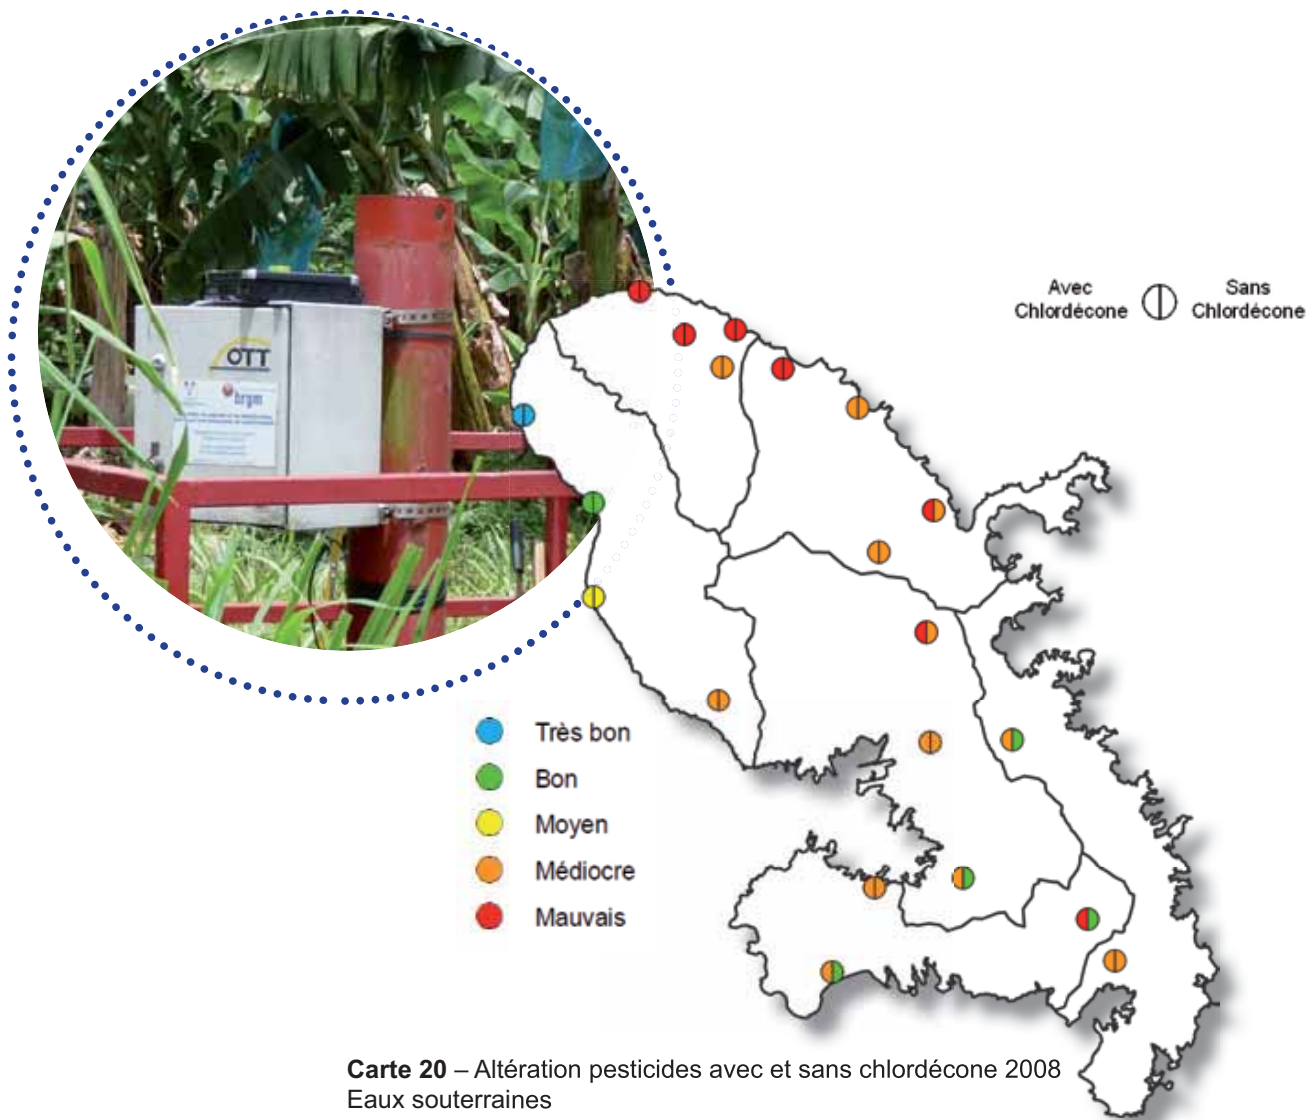 OTT
brgm
Avec
Chlordécone
Sans
Chlordécone
Très bon
Bon
Moyen
Médiocre
Mauvais
Carte 20 – Altération pesticides avec et sans chlordécone 2008
Eaux souterraines